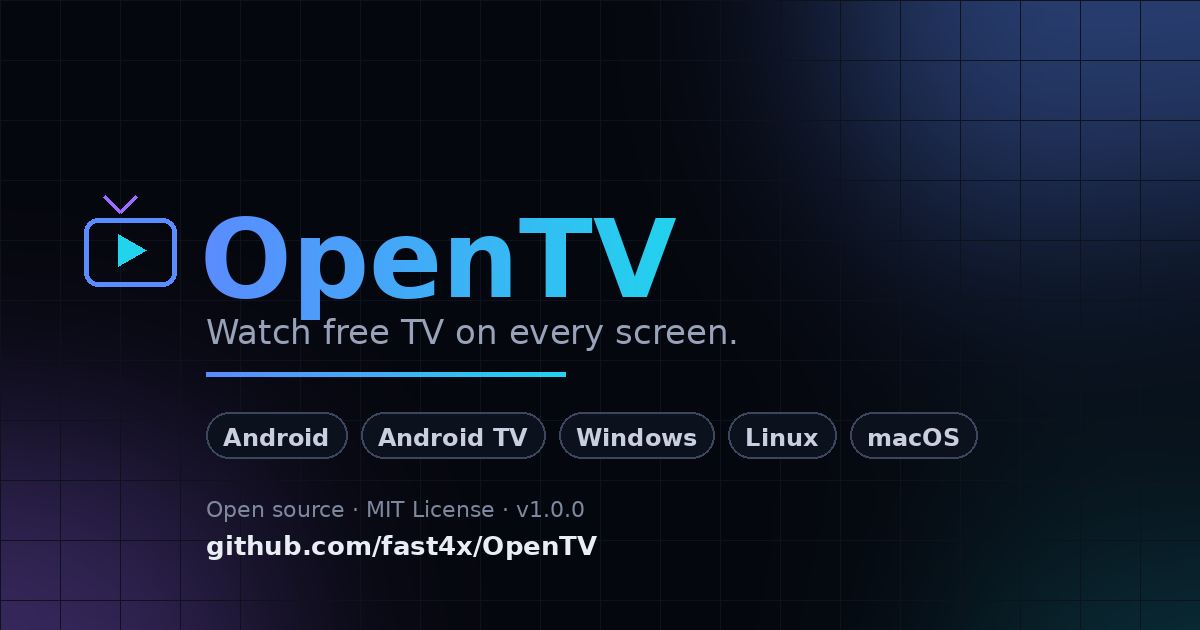 OpenTV
Watch free TV on every screen.
Android Android TV Windows Linux macOS
Open source · MIT License · v1.0.0
github.com/fast4x/OpenTV